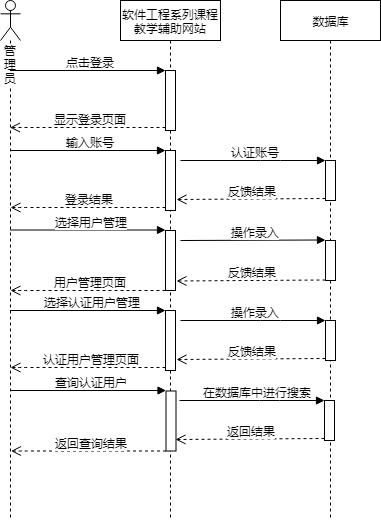 软件工程系列课程
教学辅助网站
数据库
管
理
员
点击登录
显示登录页面
输入账号
认证账号
反馈结果
登录结果
选择用户管理
操作录入
反馈结果
用户管理页面
选择认证用户管理
操作录入
反馈结果
认证用户管理页面
查询认证用户
在数据库中进行搜索
返回结果
返回查询结果